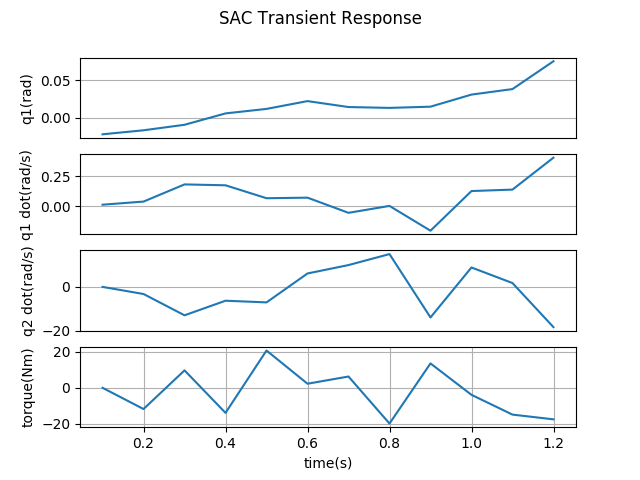 SAC Transient Response
q1(rad)
0.05
0.00
q1 dot(rad/s)
0.25
0.00
q2 dot(rad/s)
0
−20
torque(Nm)
20
0
−20
0.2 0.4 0.6 0.8 1.0 1.2
time(s)